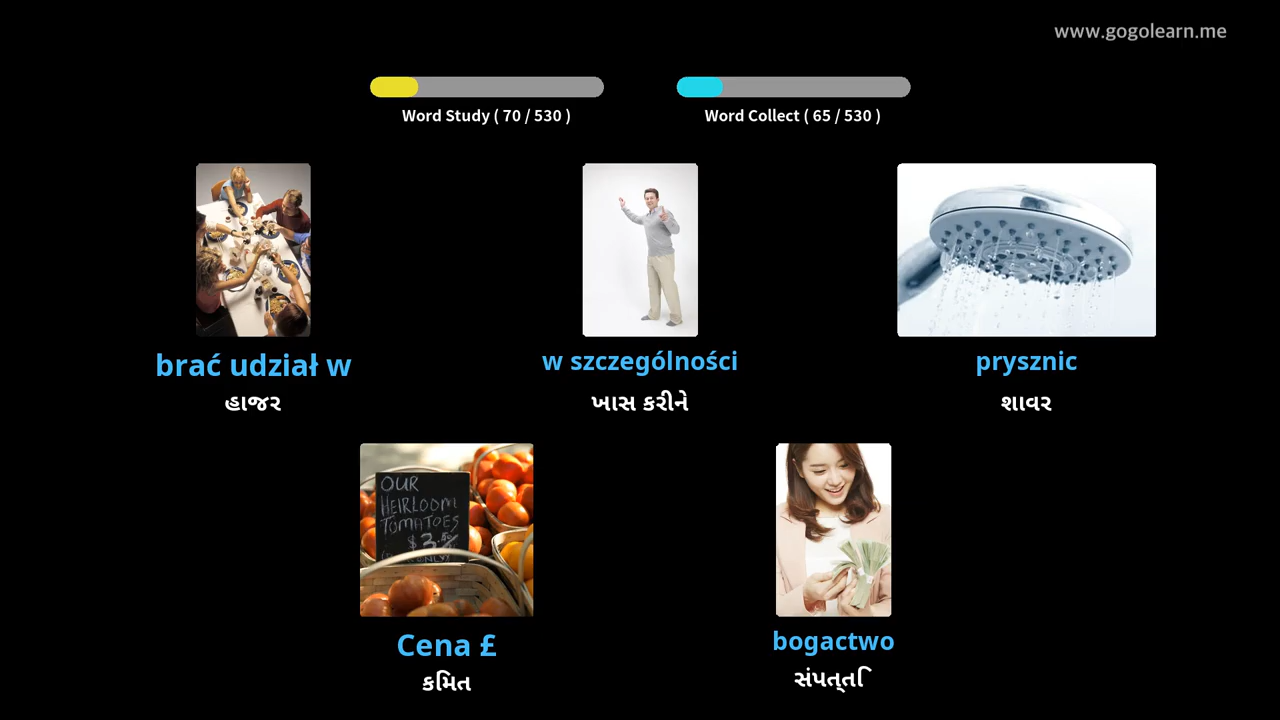 www.gogolearn.me
Word Study ( 70 / 530 )
Word Collect ( 65 / 530 )
brać udział w
હાજર
w szczególności
ખાસ કરીને
prysznic
શાવર
OUR
HEIRLOOM
TOMATOES
Cena £
કમિત
bogactwo
સંપત્તિ